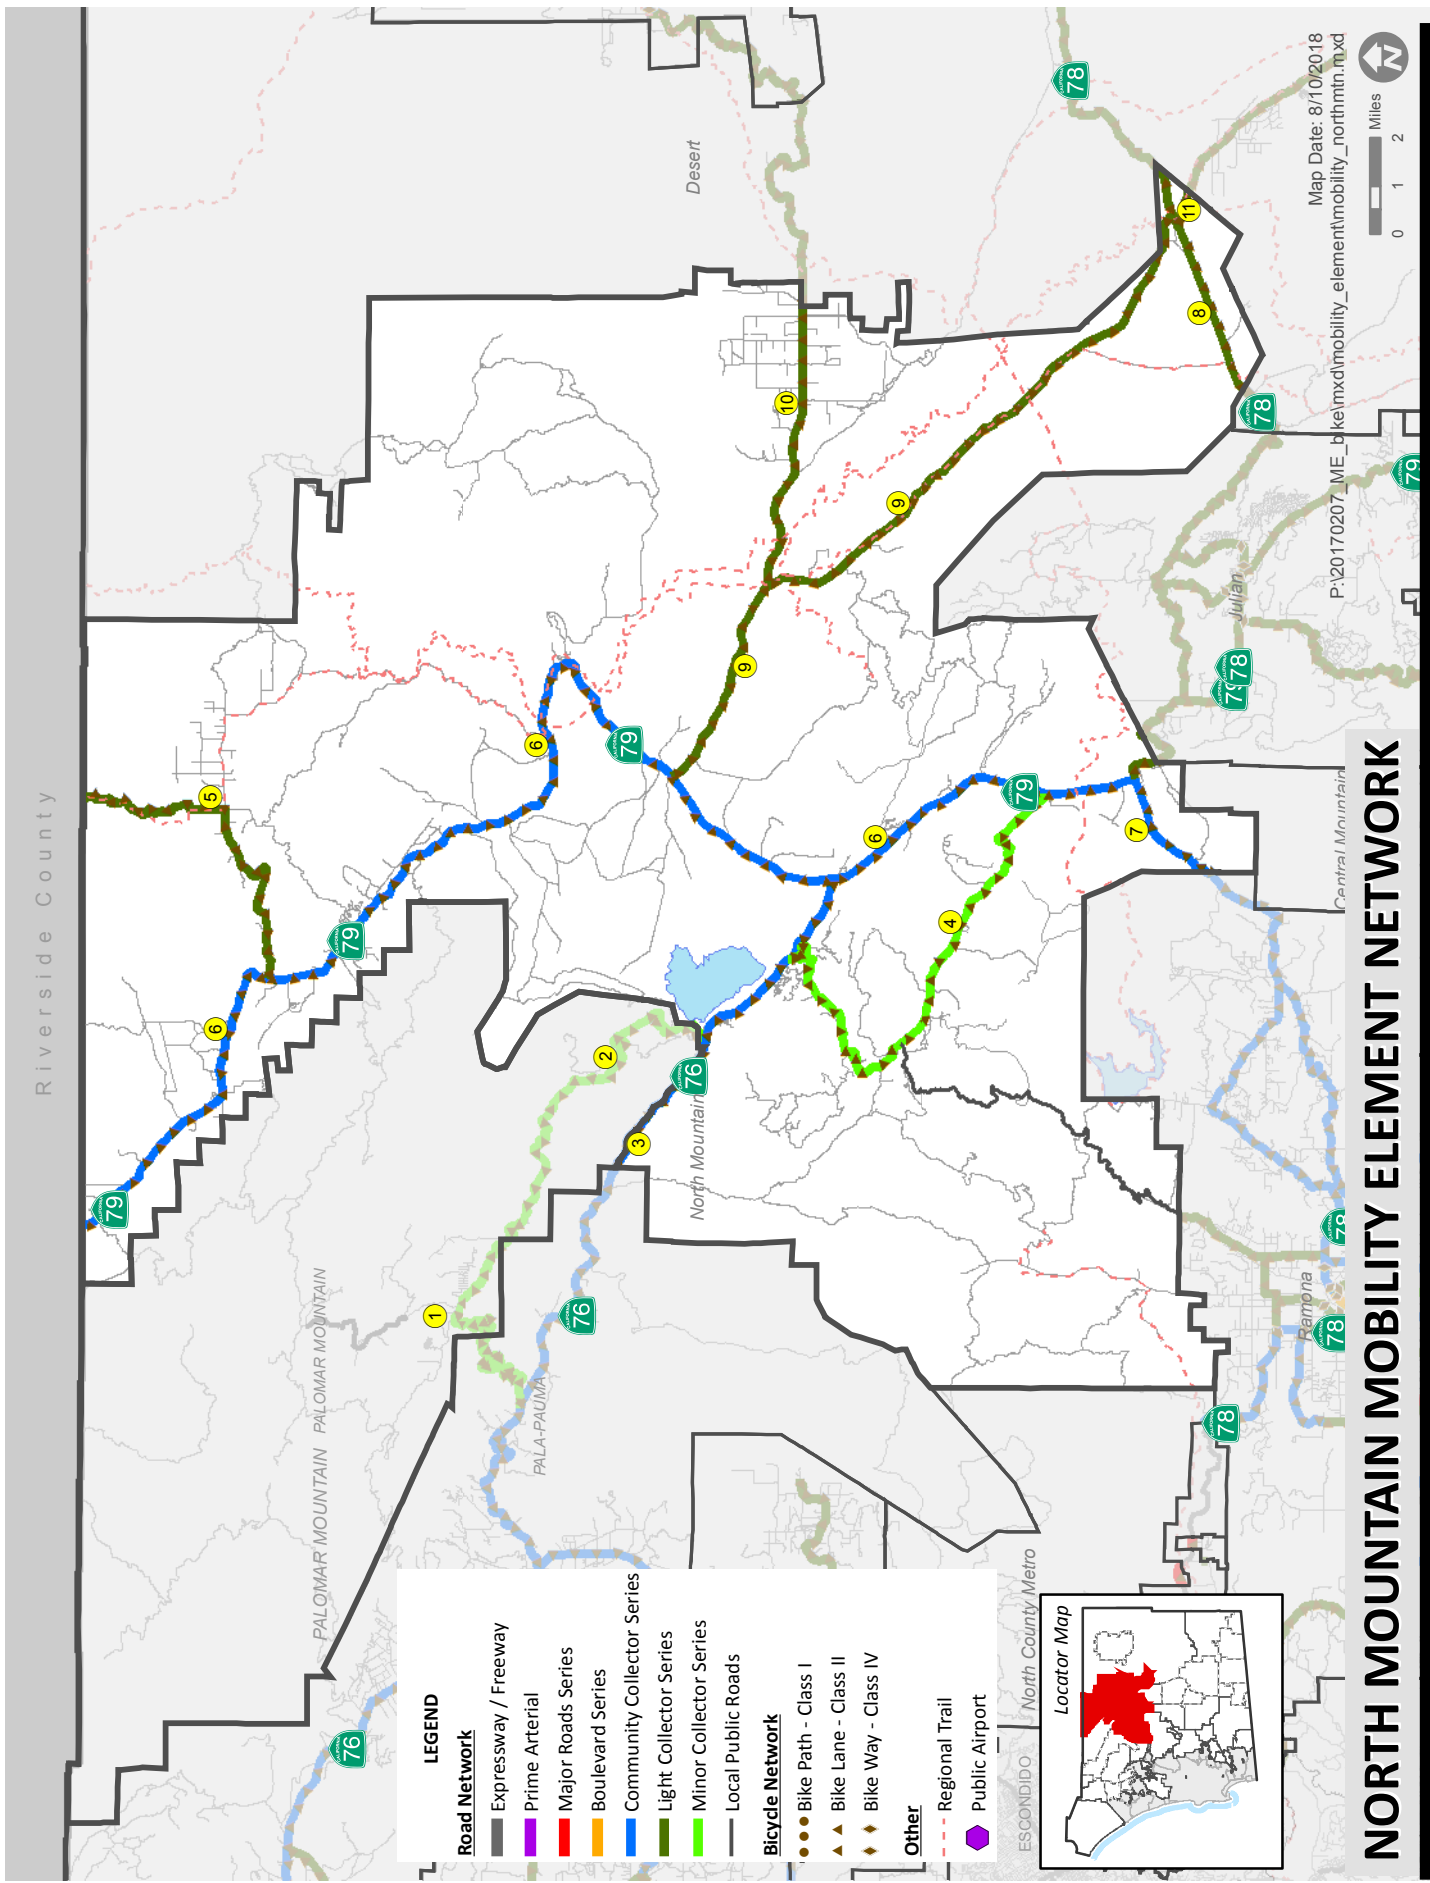 Riverside County
79
6
79
5
6
79
Desert
10
9
9
78
11
8
78
79
Julian
79
78
6
79
7
Central Mountain
4
2
76
3
North Mountain
1
76
PALA-PAUMA
PALOMAR MOUNTAIN
PALOMAR MOUNTAIN
PALOMAR MOUNTAIN
76
78
Ramona
78
78
North County Metro
ESCONDIDO
LEGEND
Road Network
Expressway / Freeway
Prime Arterial
Major Roads Series
Boulevard Series
Community Collector Series
Light Collector Series
Minor Collector Series
Local Public Roads
Bicycle Network
Bike Path - Class I
Bike Lane - Class II
Bike Way - Class IV
Other
Regional Trail
Public Airport
Locator Map
Map Date: 8/10/2018
P:\20170207_ME_bike\mxd\mobility_element\mobility_northmtn.mxd
N
Miles
0 1 2
NORTH MOUNTAIN MOBILITY ELEMENT NETWORK